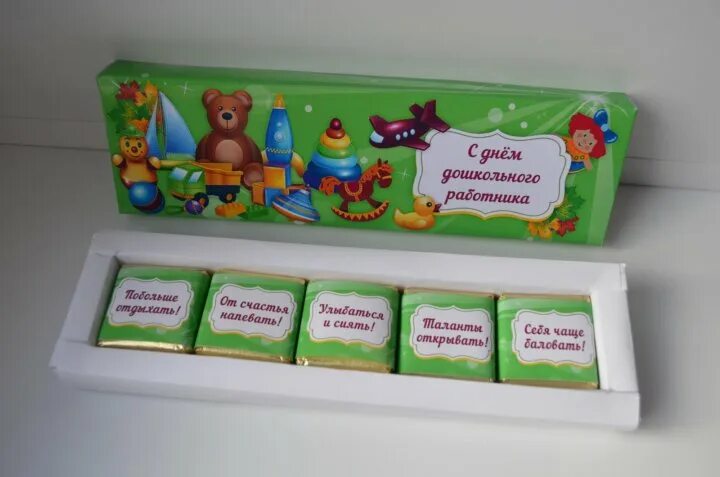 С днём
дошкольного
работника
Побольше
отдыхать!
От счастья
напевать!
Улыбаться
и сиять!
Таланты
открывать!
Себя чаще
баловать!